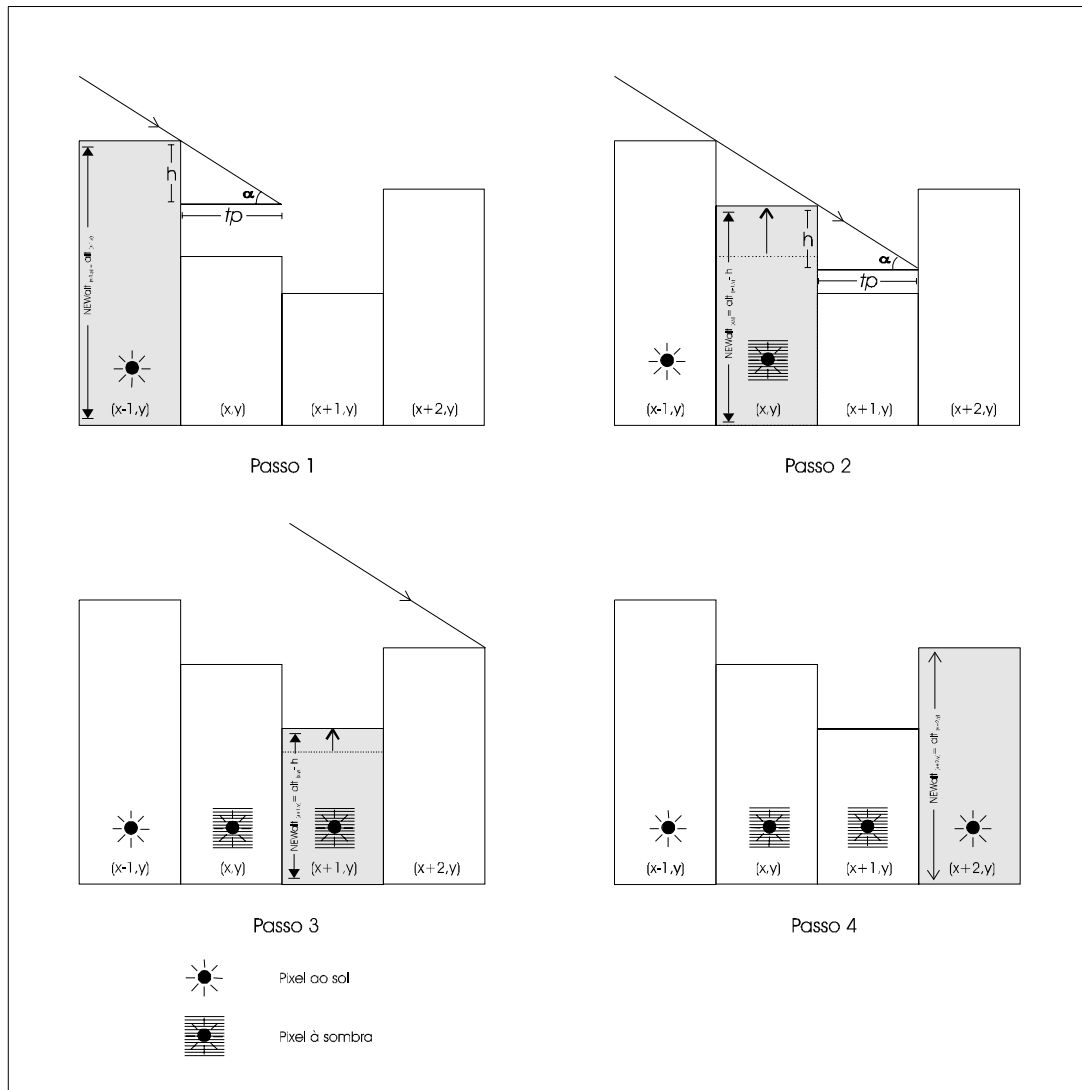 h
α
tp
NEWalt (x-1,y) = alt (x-1,y)
(x-1,y) (x,y) (x+1,y) (x+2,y)
Passo 1
h
α
tp
NEWalt (x,y) = alt (x-1,y) - h
(x-1,y) (x,y) (x+1,y) (x+2,y)
Passo 2
NEWalt (x+1,y) = alt (x,y) - h
(x-1,y) (x,y) (x+1,y) (x+2,y)
Passo 3
NEWalt (x+2,y) = alt (x+2,y)
(x-1,y) (x,y) (x+1,y) (x+2,y)
Passo 4
Pixel ao sol
Pixel à sombra